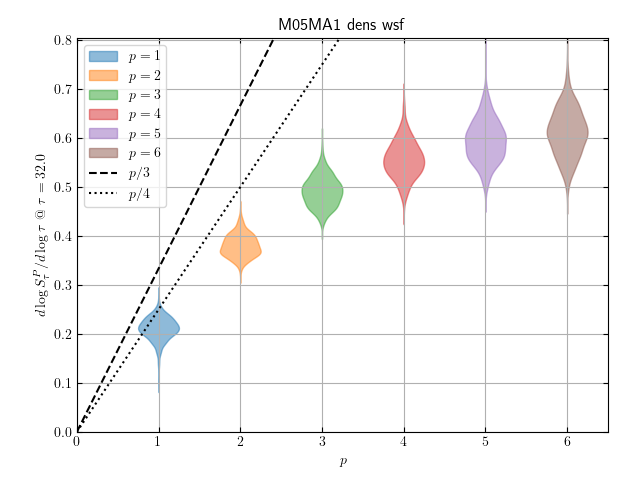 M05MA1 dens wsf
d log S_τ^P / d log τ @ τ = 32.0
0.8
0.7
0.6
0.5
0.4
0.3
0.2
0.1
0.0
p = 1
p = 2
p = 3
p = 4
p = 5
p = 6
p/3
p/4
0 1 2 3 4 5 6
p